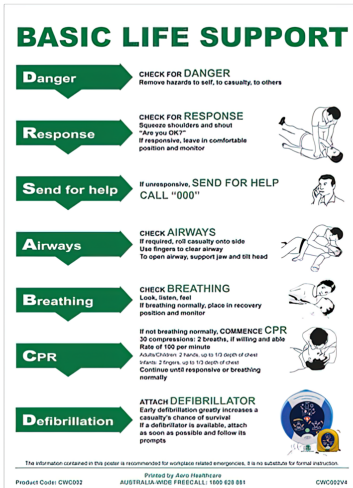 BASIC LIFE SUPPORT
Danger
CHECK FOR DANGER
Remove hazards to self, to casualty, to others
Response
CHECK FOR RESPONSE
Squeeze shoulders and shout
"Are you OK?"
If responsive, leave in comfortable
position and monitor
Send for help
If unresponsive, SEND FOR HELP
CALL "000"
Airways
CHECK AIRWAYS
If required, roll casualty onto side
Use fingers to clear airway
To open airway, support jaw and tilt head
Breathing
CHECK BREATHING
Look, listen, feel
If breathing normally, place in recovery
position and monitor
CPR
If not breathing normally, COMMENCE CPR
30 compressions: 2 breaths, if willing and able
Rate of 100 per minute
Adults/Children: 2 hands, up to 1/3 depth of chest
Infants: 2 fingers, up to 1/3 depth of chest
Continue until responsive or breathing
normally
Defibrillation
ATTACH DEFIBRILLATOR
Early defibrillation greatly increases a
casualty's chance of survival
If a defibrillator is available, attach
as soon as possible and follow its
prompts
The information contained in this poster is recommended for workplace related emergencies, it is no substitute for formal instruction.
Printed by Aero Healthcare
Product Code: CWC002
AUSTRALIA-WIDE FREECALL: 1800 628 881
CWC002V4